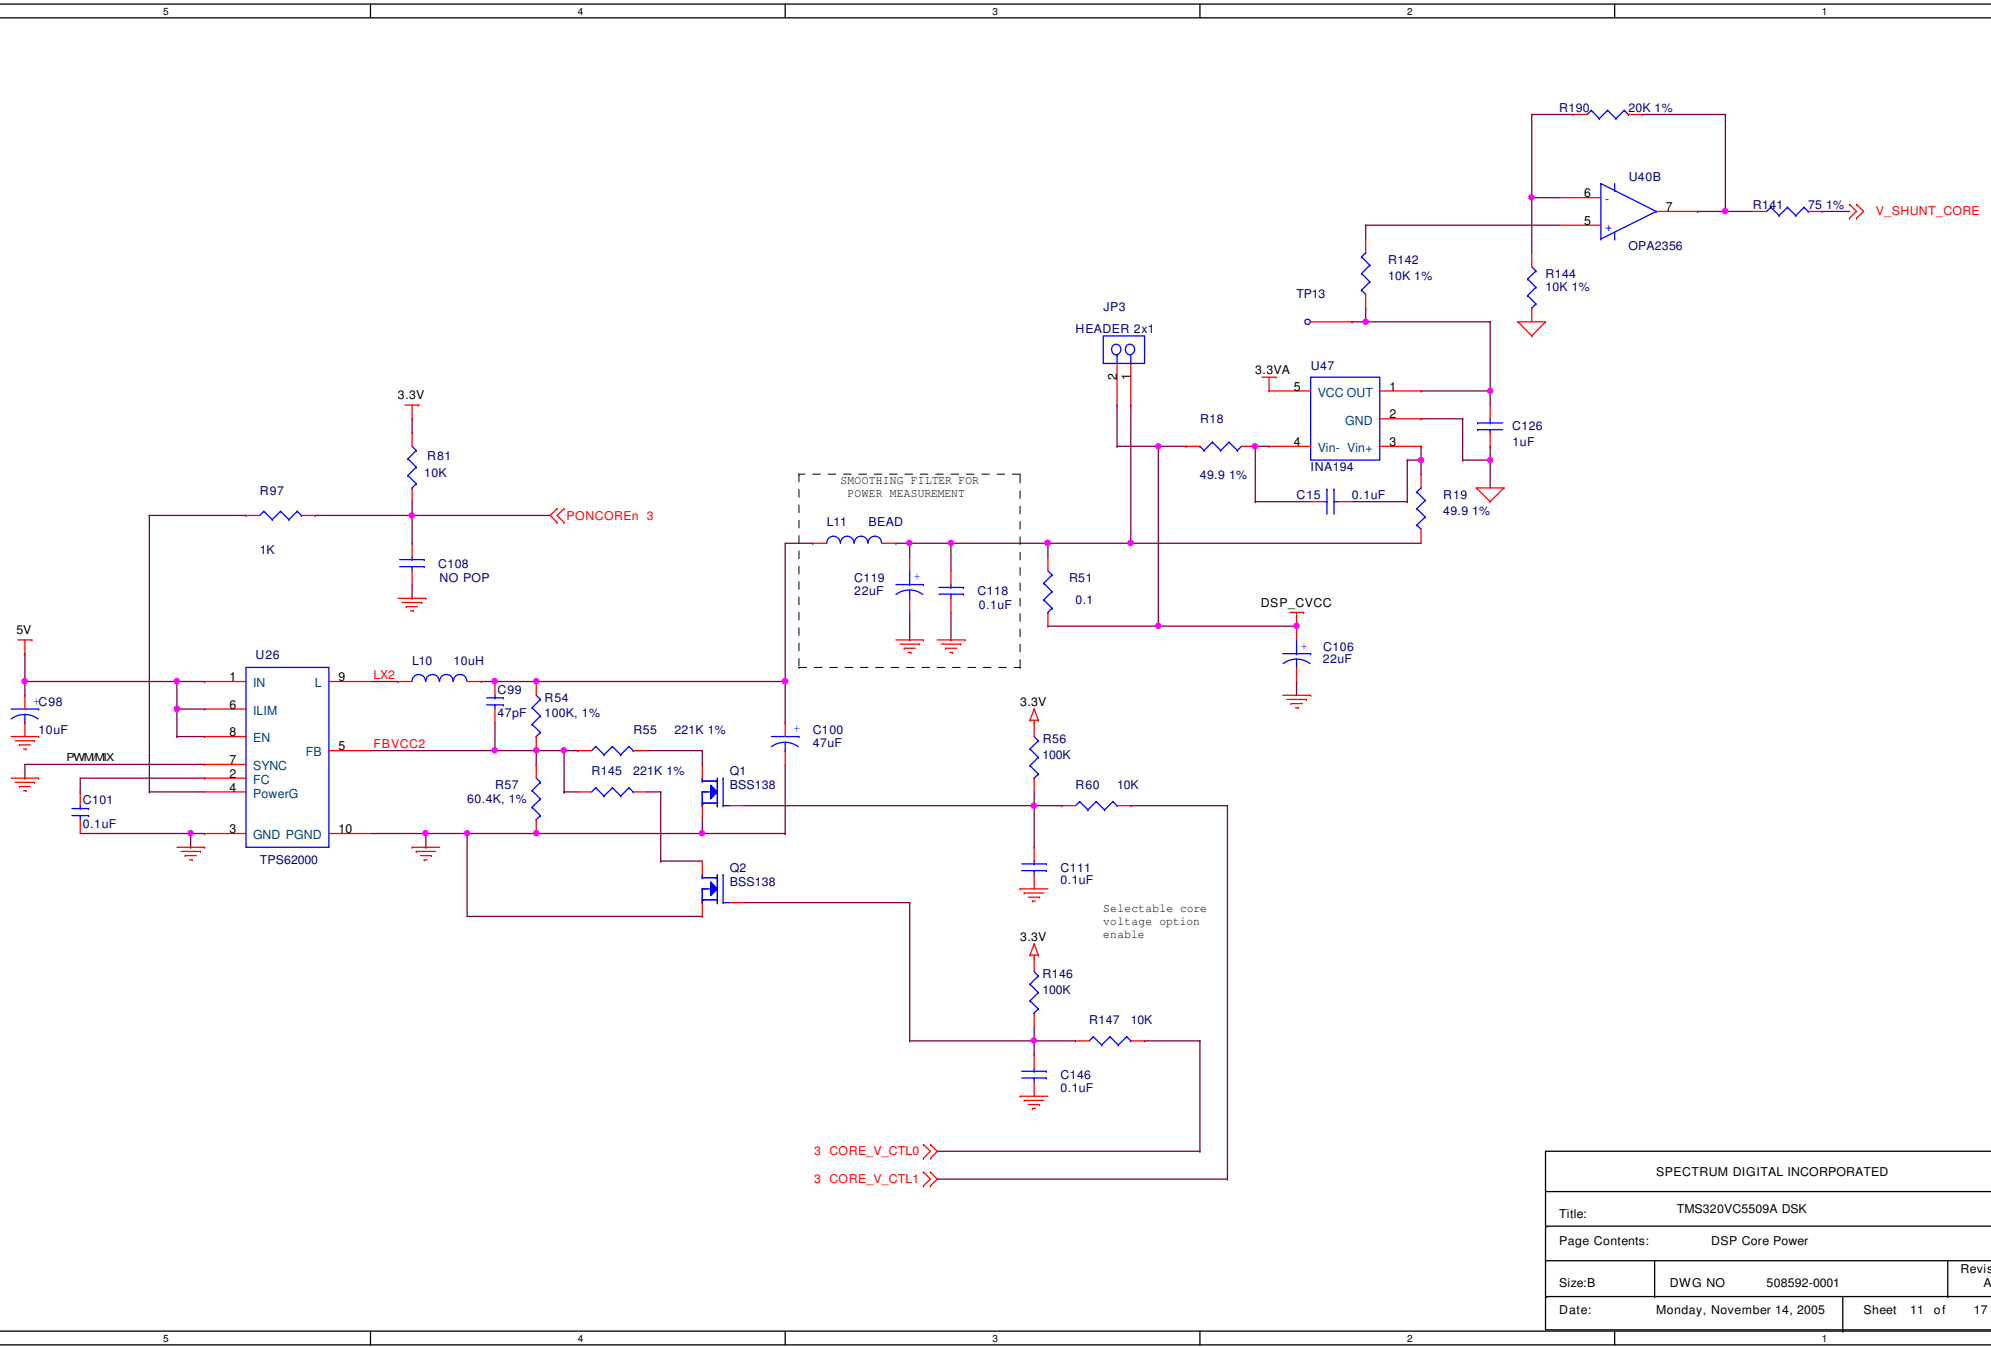 5 4 3 2 1
R190 20K 1%
U40B
6
-
5
+
7
OPA2356
R141 75 1%
V_SHUNT_CORE
R142
10K 1%
R144
10K 1%
TP13
JP3
HEADER 2x1
2
1
3.3VA
U47
5
VCC OUT
1
GND
2
4
Vin- Vin+
3
INA194
C126
1uF
R18
49.9 1%
C15 0.1uF
R19
49.9 1%
3.3V
R81
10K
R97
1K
PONCOREn 3
C108
NO POP
SMOOTHING FILTER FOR
POWER MEASUREMENT
L11 BEAD
C119
+
22uF
C118
0.1uF
R51
0.1
DSP_CVCC
+
C106
22uF
5V
+
C98
10uF
U26
1
IN
L
9
6
ILIM
8
EN
FB
5
PWMMIX
7
SYNC
2
FC
4
PowerG
3
GND PGND
10
TPS62000
C101
0.1uF
LX2
L10 10uH
C99
47pF
R54
100K, 1%
FBVCC2
R55 221K 1%
R145 221K 1%
R57
60.4K, 1%
Q1
BSS138
+
C100
47uF
Q2
BSS138
3.3V
R56
100K
R60 10K
C111
0.1uF
Selectable core
voltage option
enable
3.3V
R146
100K
R147 10K
C146
0.1uF
3 CORE_V_CTL0
3 CORE_V_CTL1
SPECTRUM DIGITAL INCORPORATED
Title: TMS320VC5509A DSK
Page Contents: DSP Core Power
Size:B DWG NO 508592-0001 Revis
A
Date: Monday, November 14, 2005 Sheet 11 of 17
5 4 3 2 1